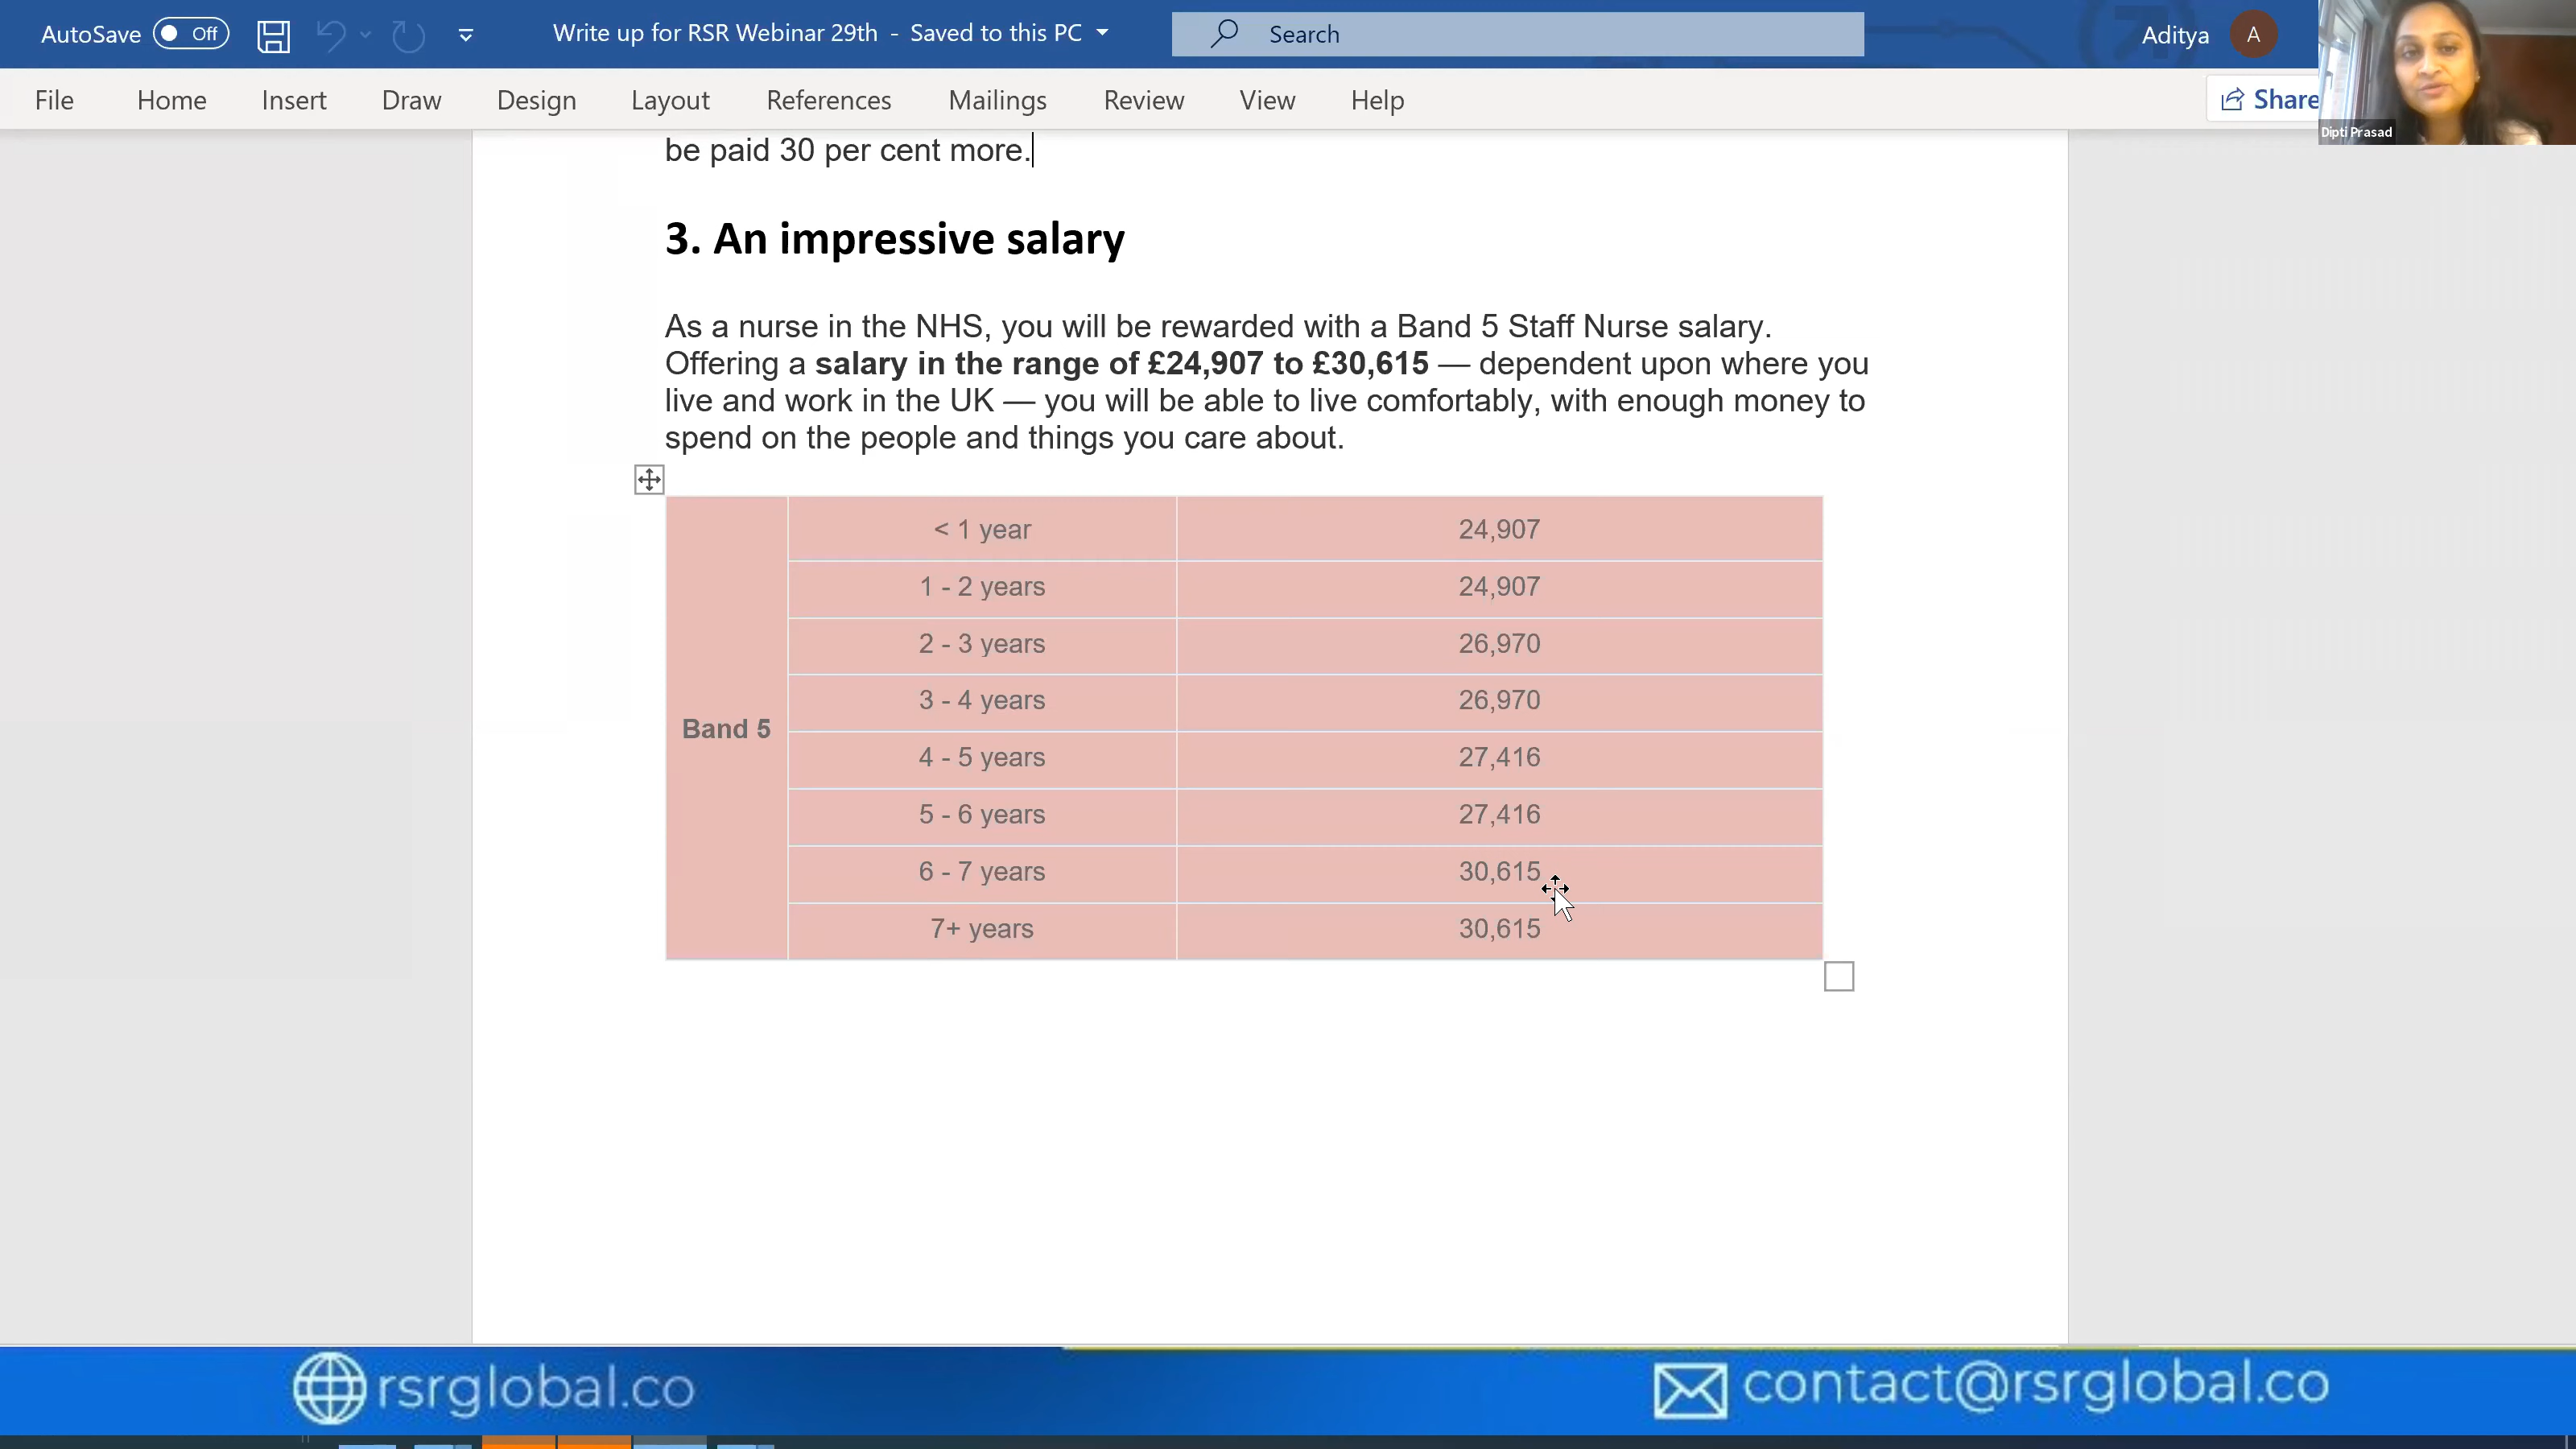 AutoSave Off Write up for RSR Webinar 29th - Saved to this PC Search Aditya A
File Home Insert Draw Design Layout References Mailings Review View Help Share
Dipti Prasad
be paid 30 per cent more.
3. An impressive salary
As a nurse in the NHS, you will be rewarded with a Band 5 Staff Nurse salary.
Offering a salary in the range of £24,907 to £30,615 — dependent upon where you
live and work in the UK — you will be able to live comfortably, with enough money to
spend on the people and things you care about.
Band 5
< 1 year 24,907
1 - 2 years 24,907
2 - 3 years 26,970
3 - 4 years 26,970
4 - 5 years 27,416
5 - 6 years 27,416
6 - 7 years 30,615
7+ years 30,615
rsrglobal.co contact@rsrglobal.co